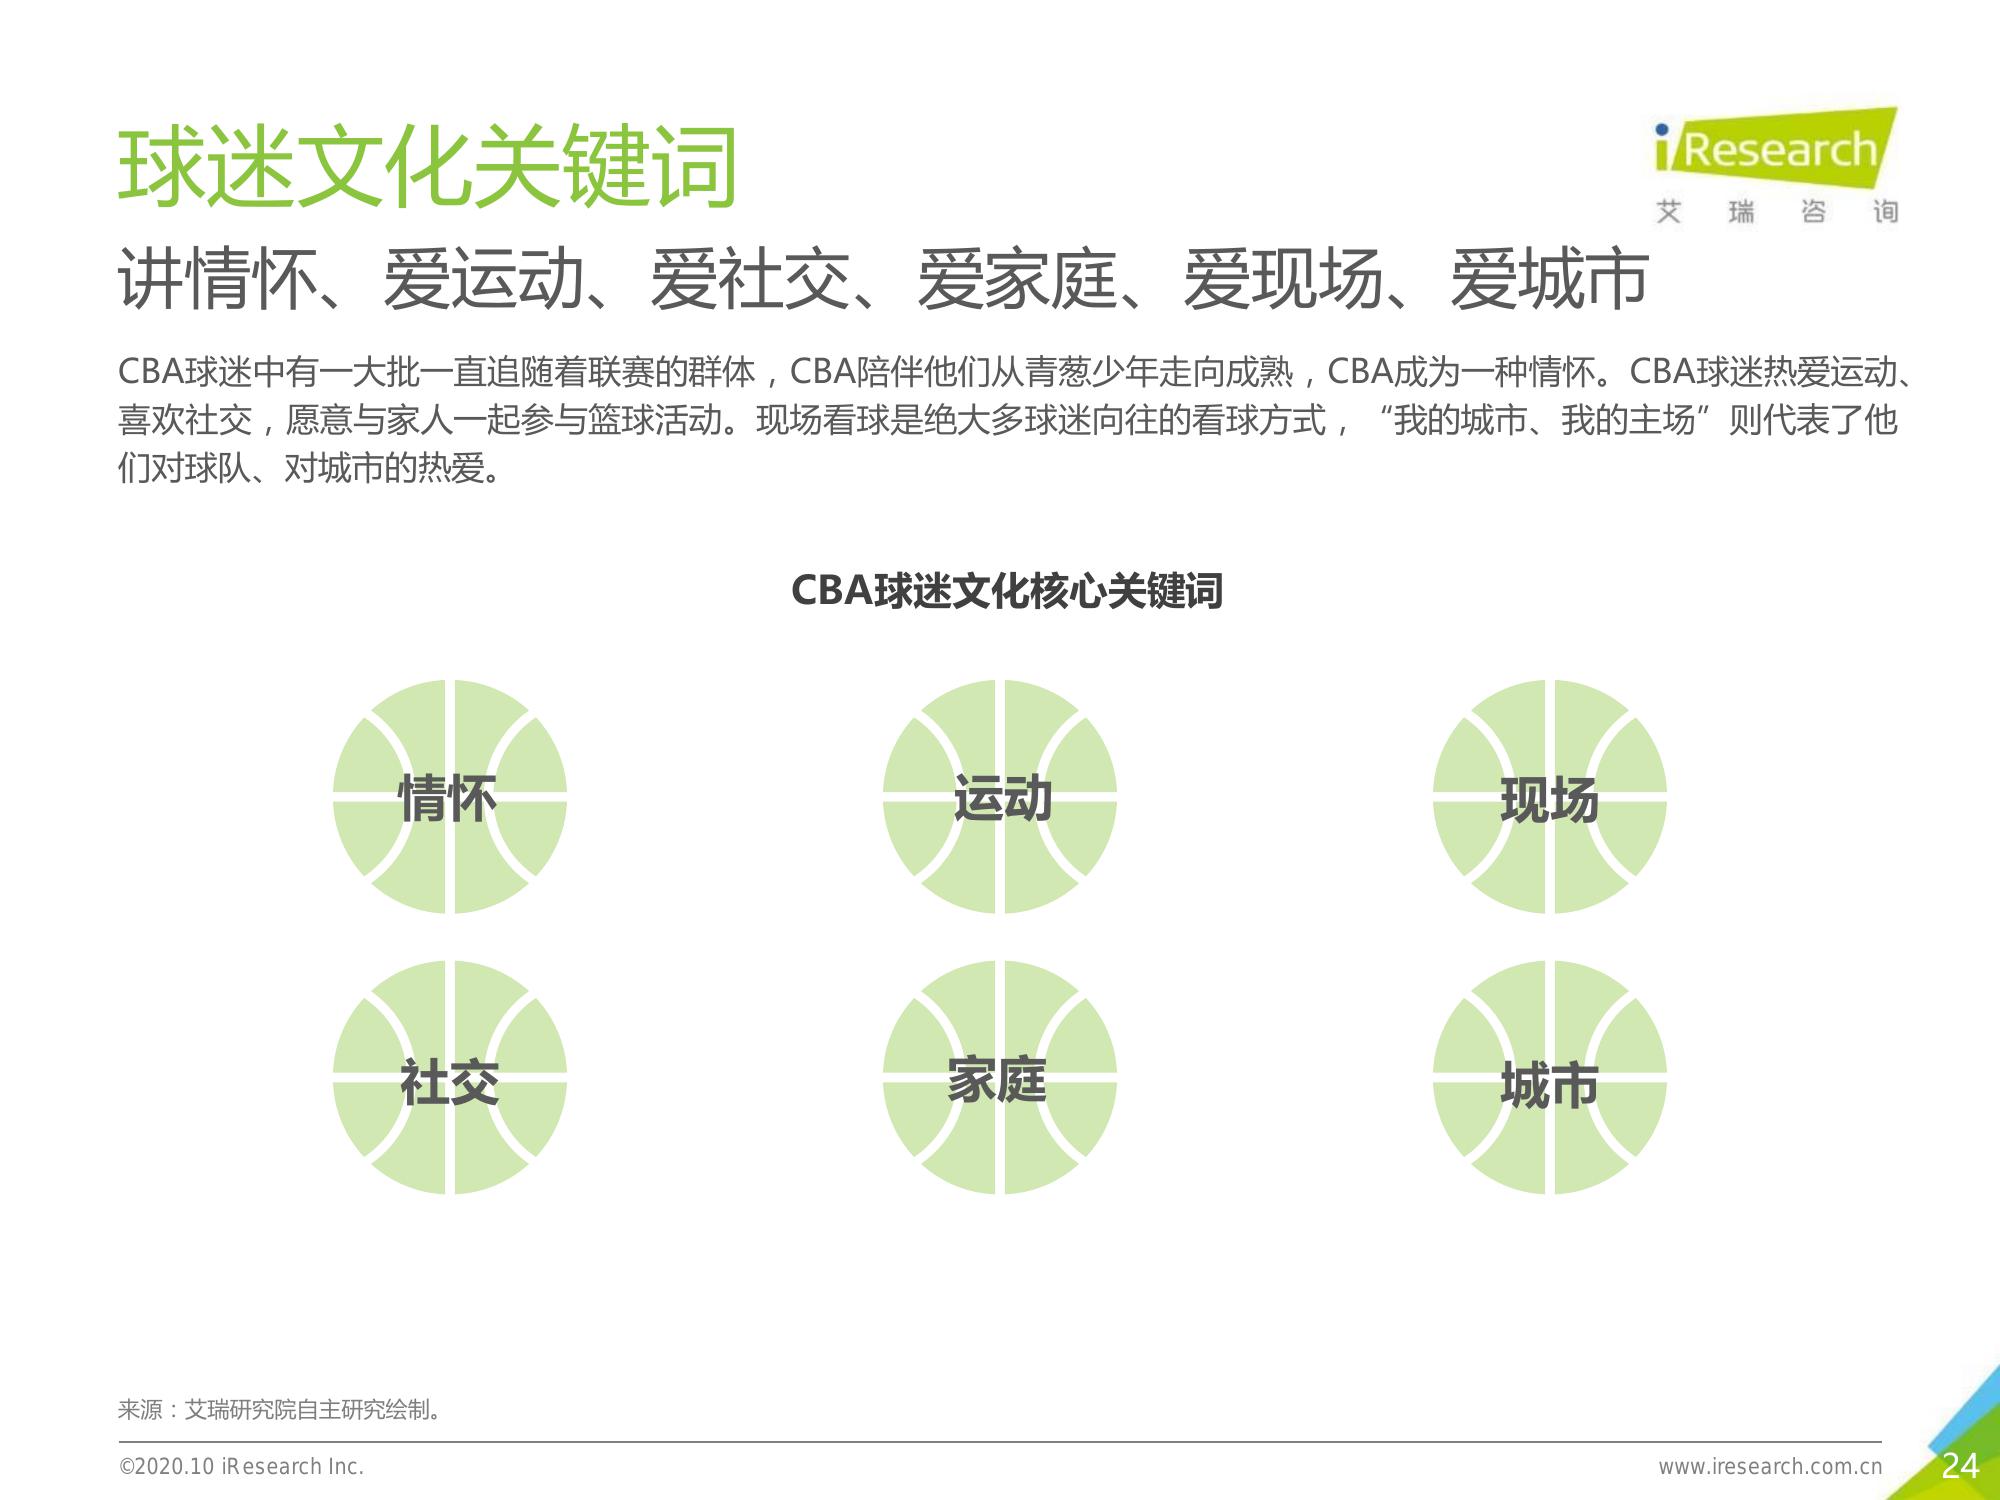 球迷文化关键词
iResearch
艾瑞咨询
讲情怀、爱运动、爱社交、爱家庭、爱现场、爱城市
CBA球迷中有一大批一直追随着联赛的群体，CBA陪伴他们从青葱少年走向成熟，CBA成为一种情怀。CBA球迷热爱运动、
喜欢社交，愿意与家人一起参与篮球活动。现场看球是绝大多球迷向往的看球方式，“我的城市、我的主场”则代表了他
们对球队、对城市的热爱。
CBA球迷文化核心关键词
情怀
运动
现场
社交
家庭
城市
来源：艾瑞研究院自主研究绘制。
©2020.10 iResearch Inc.
www.iresearch.com.cn
24